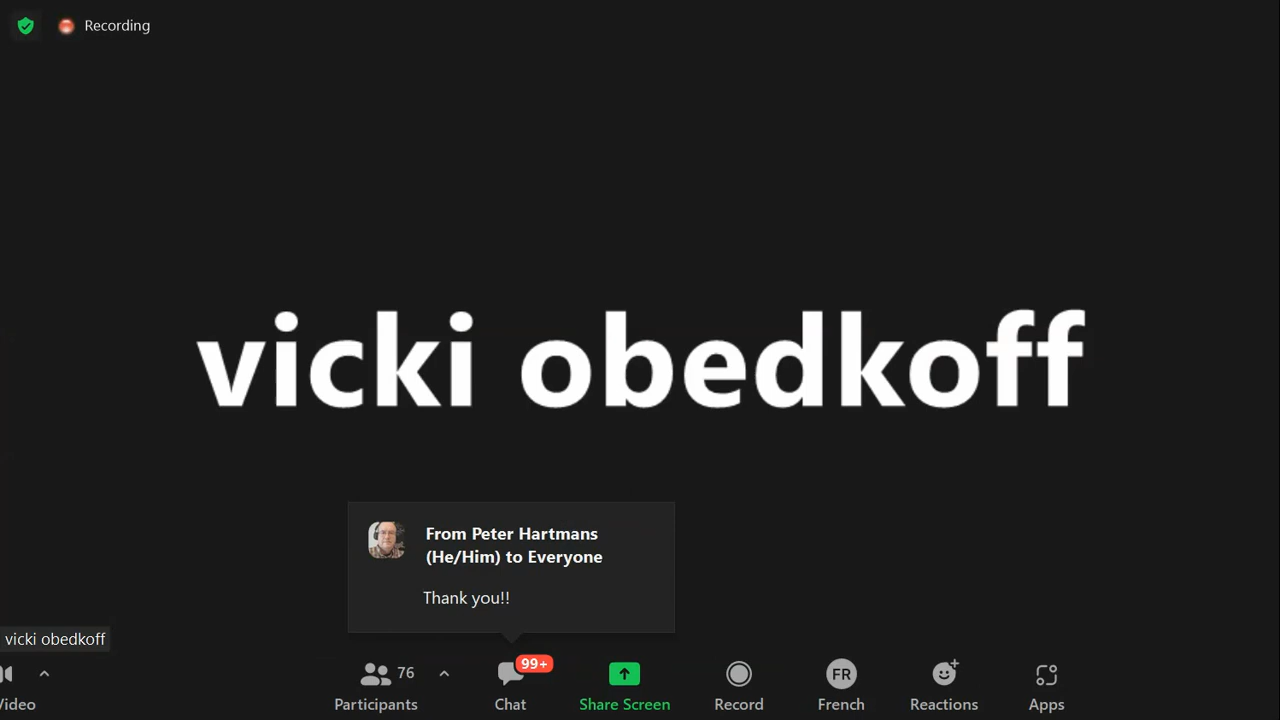 Recording
vicki obedkoff
From Peter Hartmans
(He/Him) to Everyone
Thank you!!
vicki obedkoff
76
99+
FR
Video
Participants
Chat
Share Screen
Record
French
Reactions
Apps